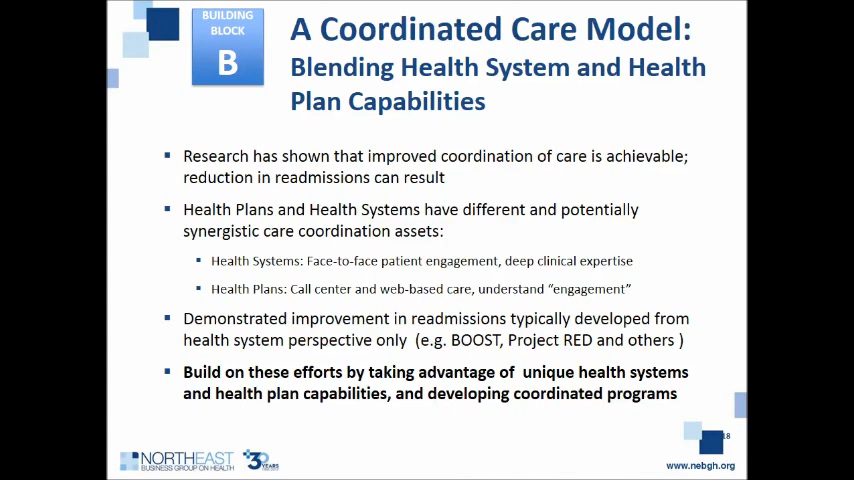 BUILDING
BLOCK
B
A Coordinated Care Model:
Blending Health System and Health
Plan Capabilities
Research has shown that improved coordination of care is achievable;
reduction in readmissions can result
Health Plans and Health Systems have different and potentially
synergistic care coordination assets:
Health Systems: Face-to-face patient engagement, deep clinical expertise
Health Plans: Call center and web-based care, understand “engagement”
Demonstrated improvement in readmissions typically developed from
health system perspective only (e.g. BOOST, Project RED and others )
Build on these efforts by taking advantage of unique health systems
and health plan capabilities, and developing coordinated programs
18
NORTHEAST
BUSINESS GROUP ON HEALTH
YEARS
www.nebgh.org